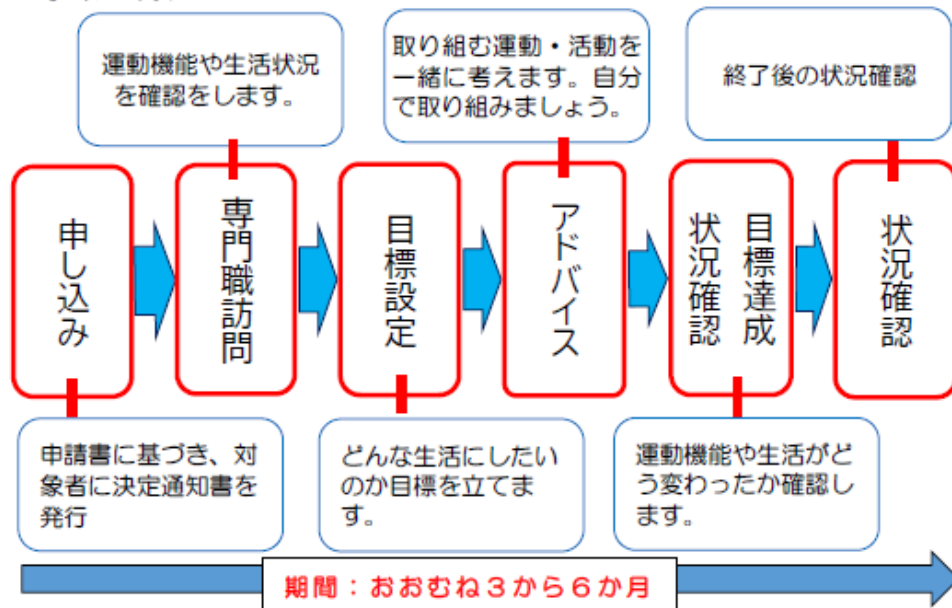 運動機能や生活状況
を確認をします。
取り組む運動・活動を
一緒に考えます。自分
で取り組みましょう。
終了後の状況確認
申し込み
専門職訪問
目標設定
アドバイス
目標達成
状況確認
状況確認
申請書に基づき、対
象者に決定通知書を
発行
どんな生活にしたい
のか目標を立てま
す。
運動機能や生活がど
う変わったか確認し
ます。
期間：おおむね３から６か月